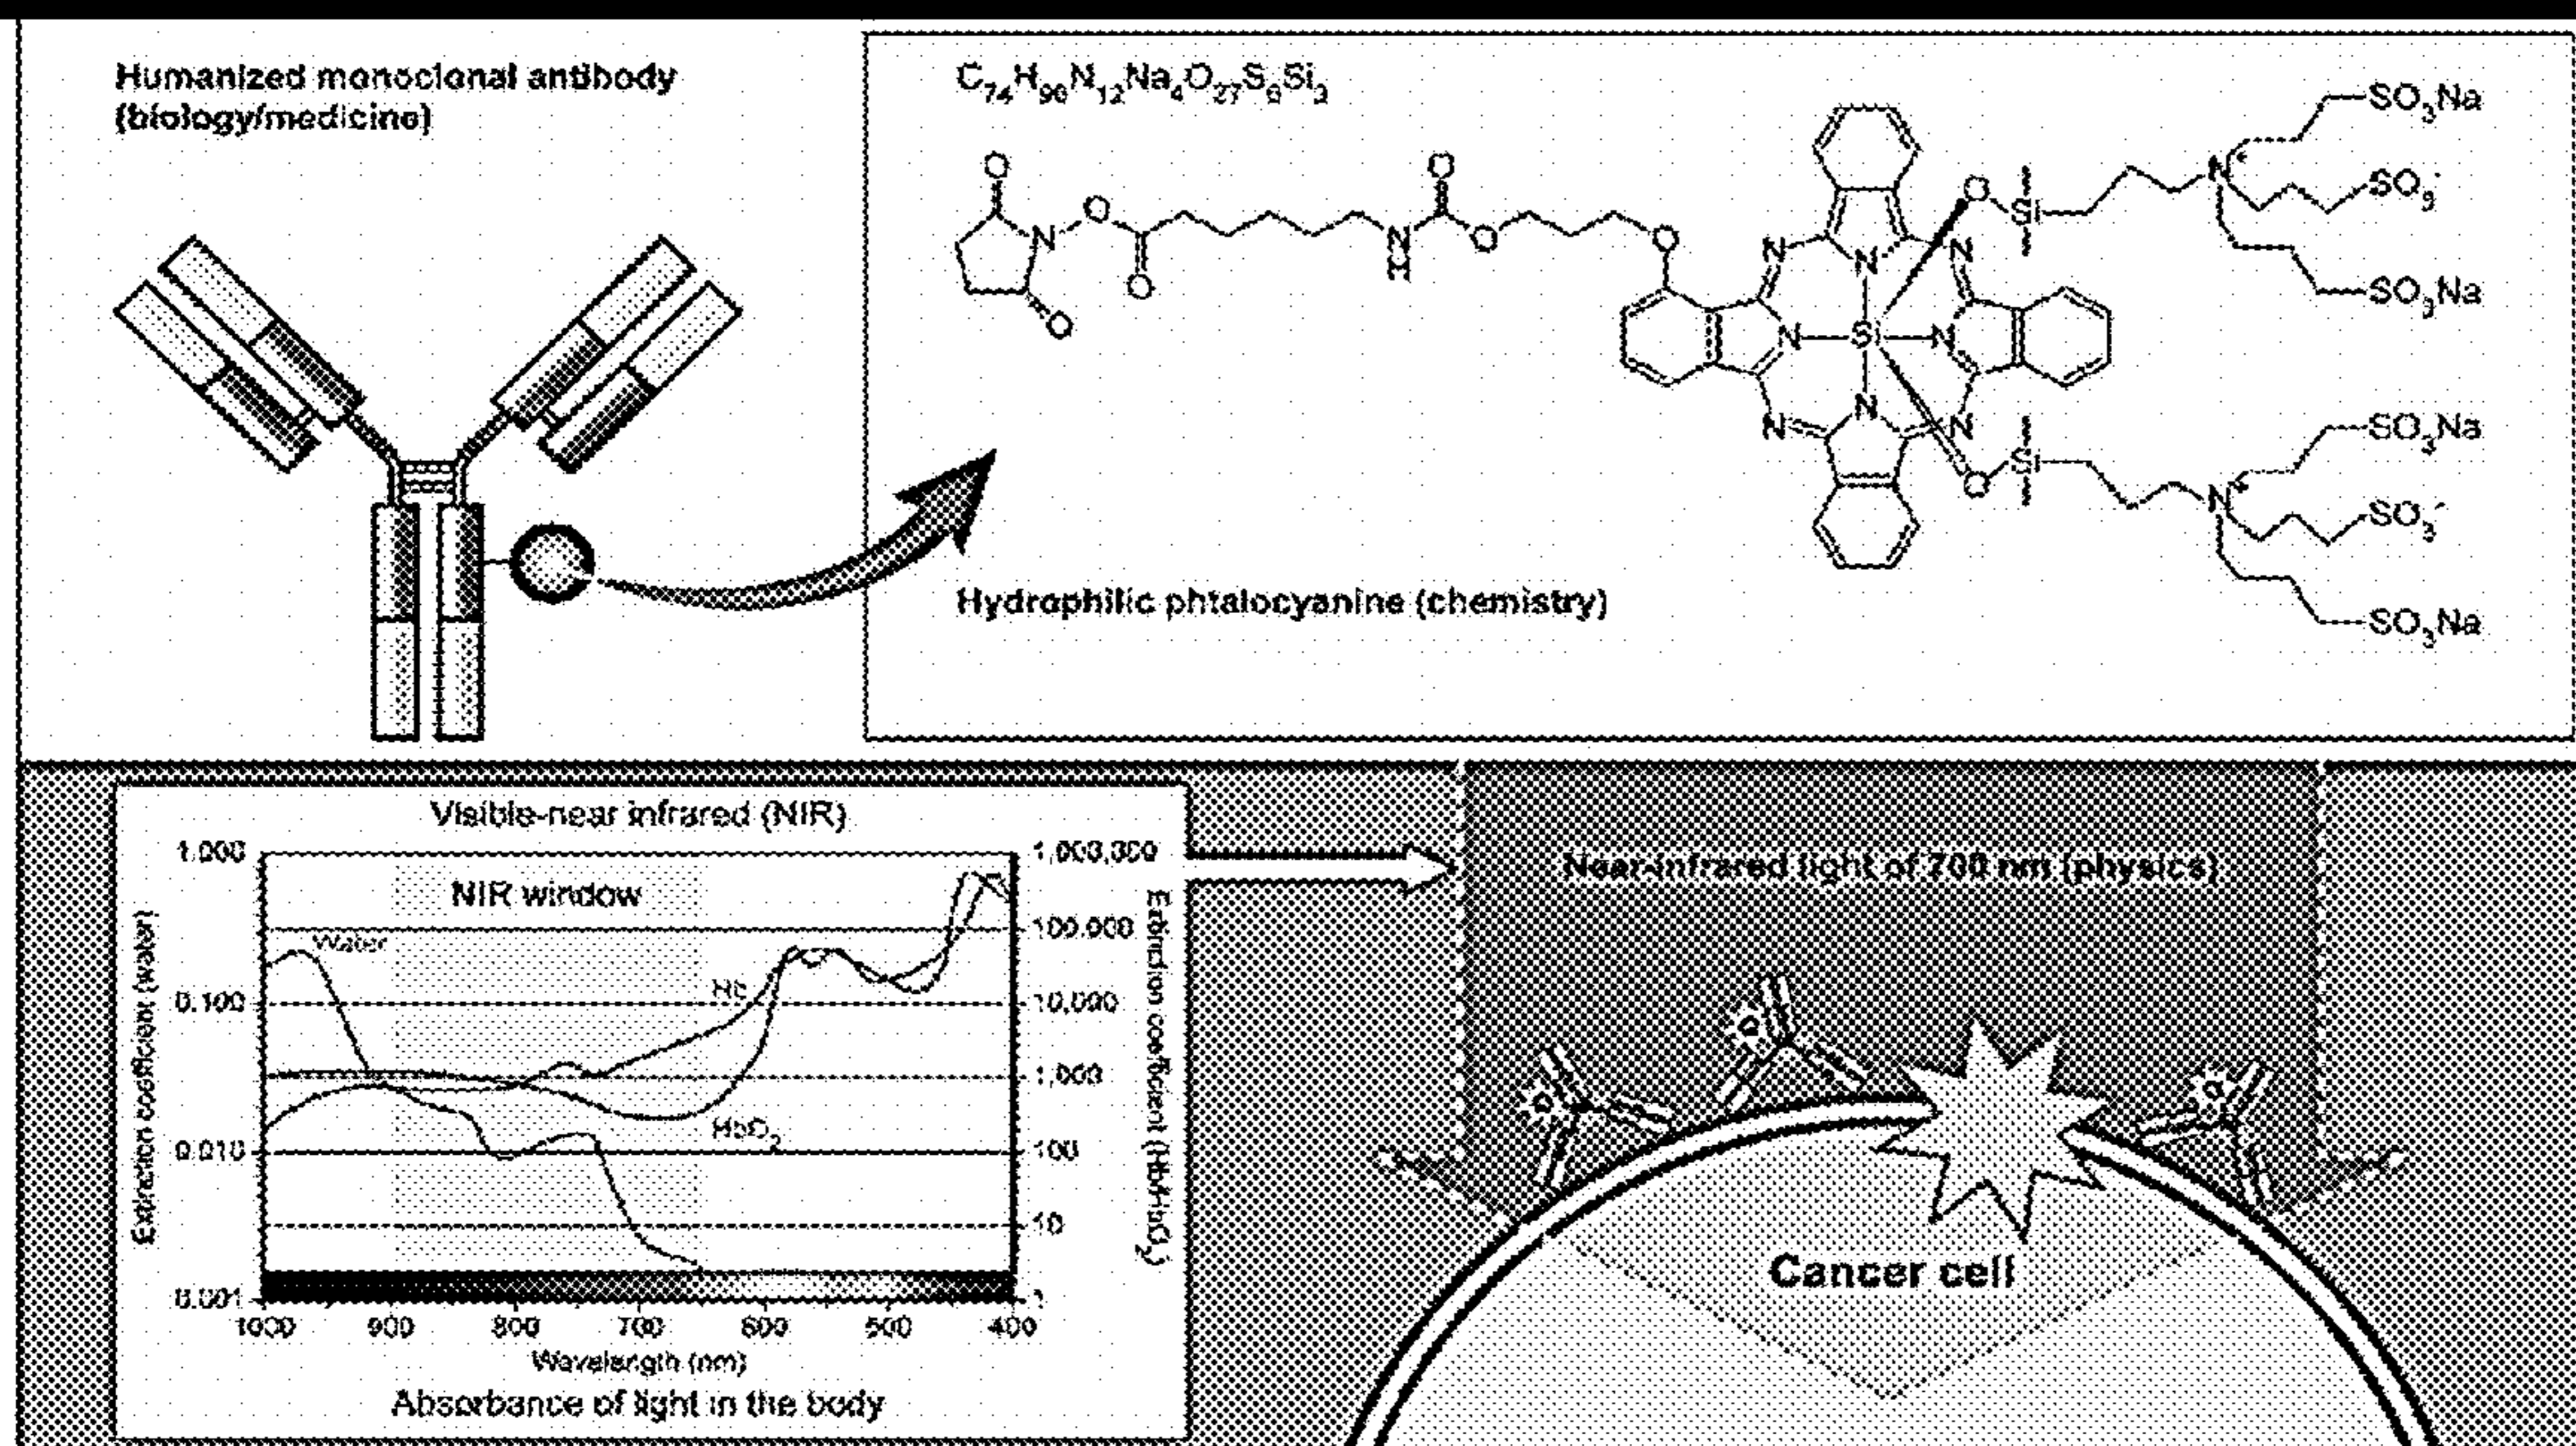 Humanized monoclonal antibody
(biology/medicine)
C74H96N12Na4O27S6Si3
O
O
N
O
O
O
N
H
O
O
O
N
N
N
N
N
N
N
N
Si
O
Si
N+
SO3Na
SO3-
SO3Na
O
Si
N+
SO3Na
SO3-
SO3Na
Hydrophilic phtalocyanine (chemistry)
Visible-near infrared (NIR)
NIR window
Water
Hb
HbO2
Extinction coefficient (water)
1.000
0.100
0.010
0.001
1,000,000
100,000
10,000
1,000
100
10
1
Extinction coefficient (Hb/HbO2)
1000 900 800 700 600 500 400
Wavelength (nm)
Absorbance of light in the body
Near-infrared light of 700 nm (physics)
Cancer cell